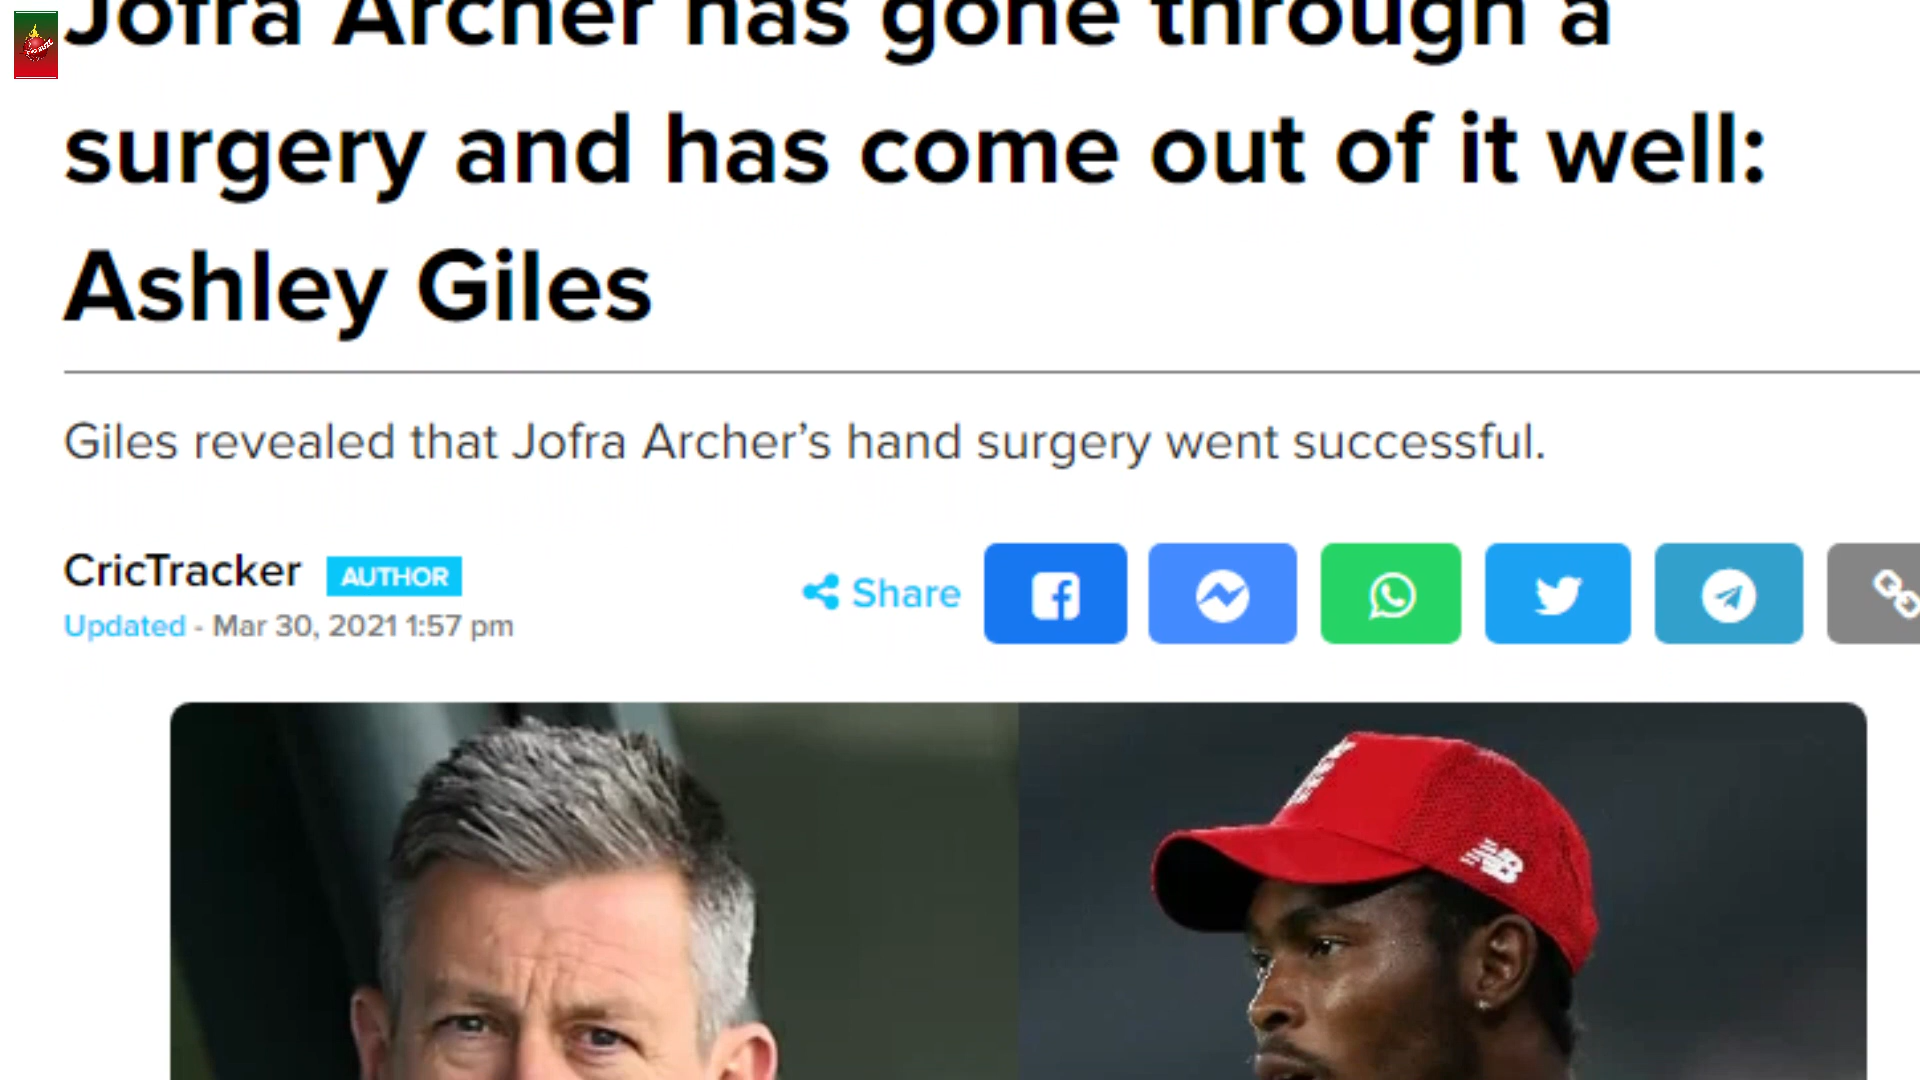 Jofra Archer has gone through a
surgery and has come out of it well:
Ashley Giles
Giles revealed that Jofra Archer’s hand surgery went successful.
CricTracker AUTHOR
Share
Updated - Mar 30, 2021 1:57 pm
NB